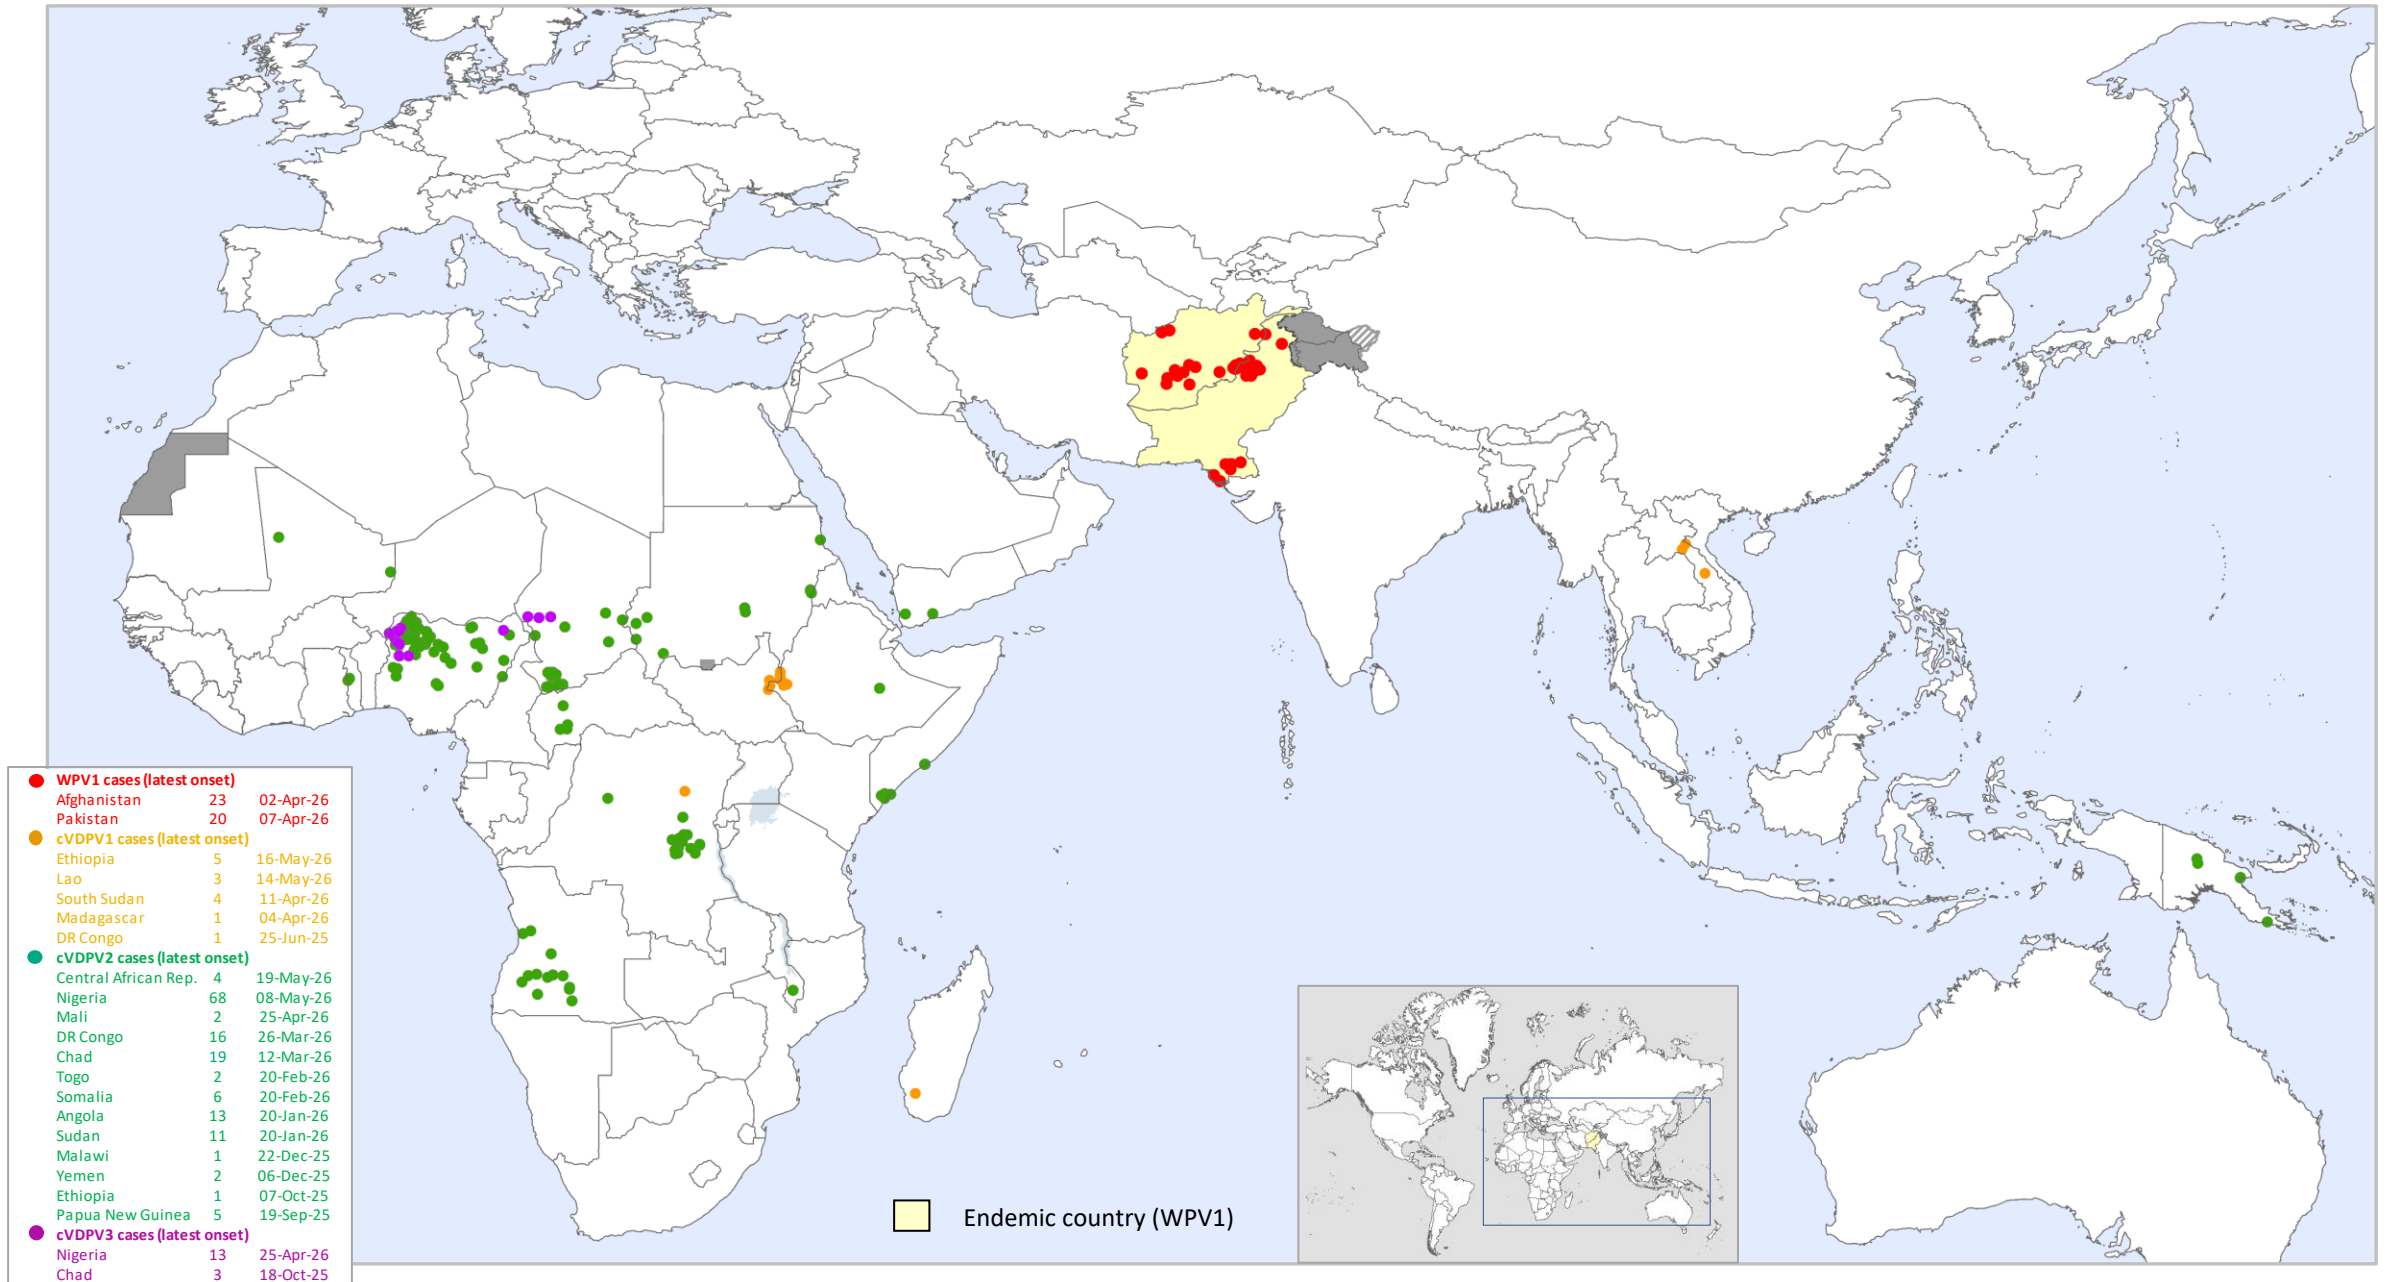 WPV1 cases (latest onset)
Afghanistan 23 02-Apr-26
Pakistan 20 07-Apr-26
cVDPV1 cases (latest onset)
Ethiopia 5 16-May-26
Lao 3 14-May-26
South Sudan 4 11-Apr-26
Madagascar 1 04-Apr-26
DR Congo 1 25-Jun-25
cVDPV2 cases (latest onset)
Central African Rep. 4 19-May-26
Nigeria 68 08-May-26
Mali 2 25-Apr-26
DR Congo 16 26-Mar-26
Chad 19 12-Mar-26
Togo 2 20-Feb-26
Somalia 6 20-Feb-26
Angola 13 20-Jan-26
Sudan 11 20-Jan-26
Malawi 1 22-Dec-25
Yemen 2 06-Dec-25
Ethiopia 1 07-Oct-25
Papua New Guinea 5 19-Sep-25
cVDPV3 cases (latest onset)
Nigeria 13 25-Apr-26
Chad 3 18-Oct-25
Endemic country (WPV1)